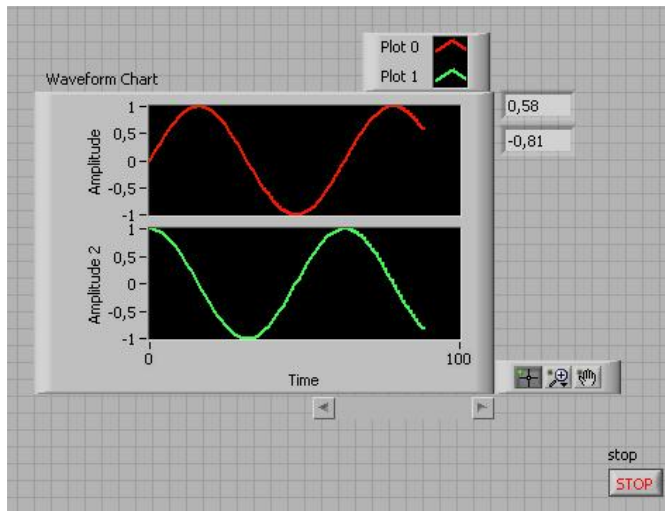 Plot 0
Plot 1
Waveform Chart
Amplitude
1
0,5
0
-0,5
-1
0,58
-0,81
Amplitude 2
1
0,5
0
-0,5
-1
0
100
Time
stop
STOP